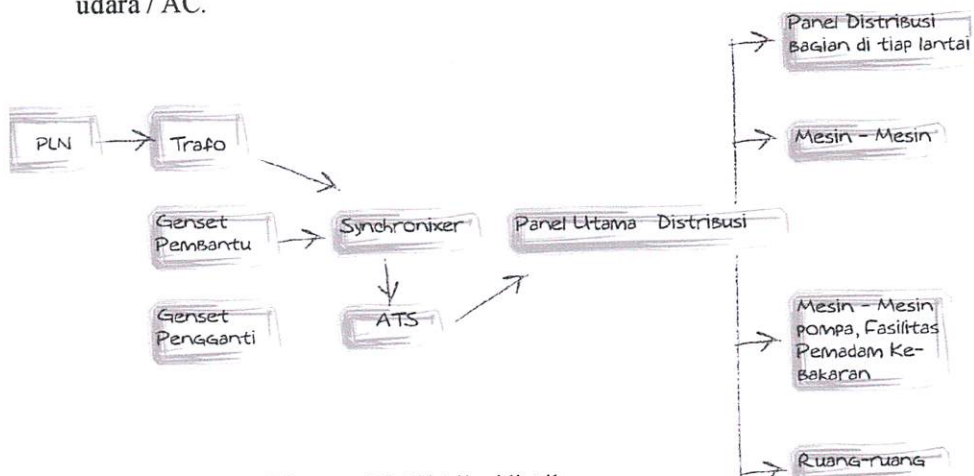 udara / AC.
Panel Distribusi
Bagian di tiap lantai
PLN
Trafo
Mesin - Mesin
Genset
Pembantu
Synchronixer
Panel Utama Distribusi
Genset
Pengganti
ATS
Mesin - Mesin
pompa, Fasilitas
Pemadam Ke-
bakaran
Ruang-ruang